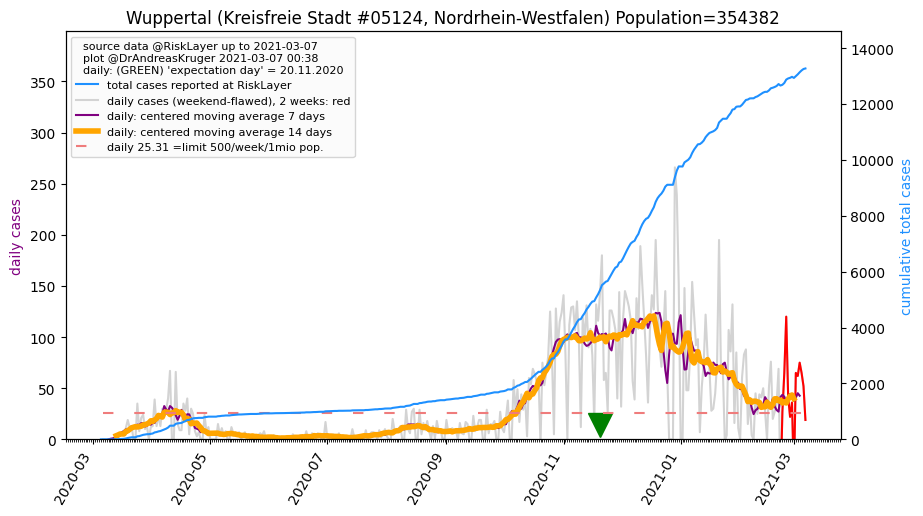 Wuppertal (Kreisfreie Stadt #05124, Nordrhein-Westfalen) Population=354382
source data @RiskLayer up to 2021-03-07
plot @DrAndreasKruger 2021-03-07 00:38
daily: (GREEN) 'expectation day' = 20.11.2020
total cases reported at RiskLayer
daily cases (weekend-flawed), 2 weeks: red
daily: centered moving average 7 days
daily: centered moving average 14 days
daily 25.31 =limit 500/week/1mio pop.
daily cases
350
300
250
200
150
100
50
0
14000
12000
10000
8000
6000
4000
2000
0
cumulative total cases
2020-03
2020-05
2020-07
2020-09
2020-11
2021-01
2021-03